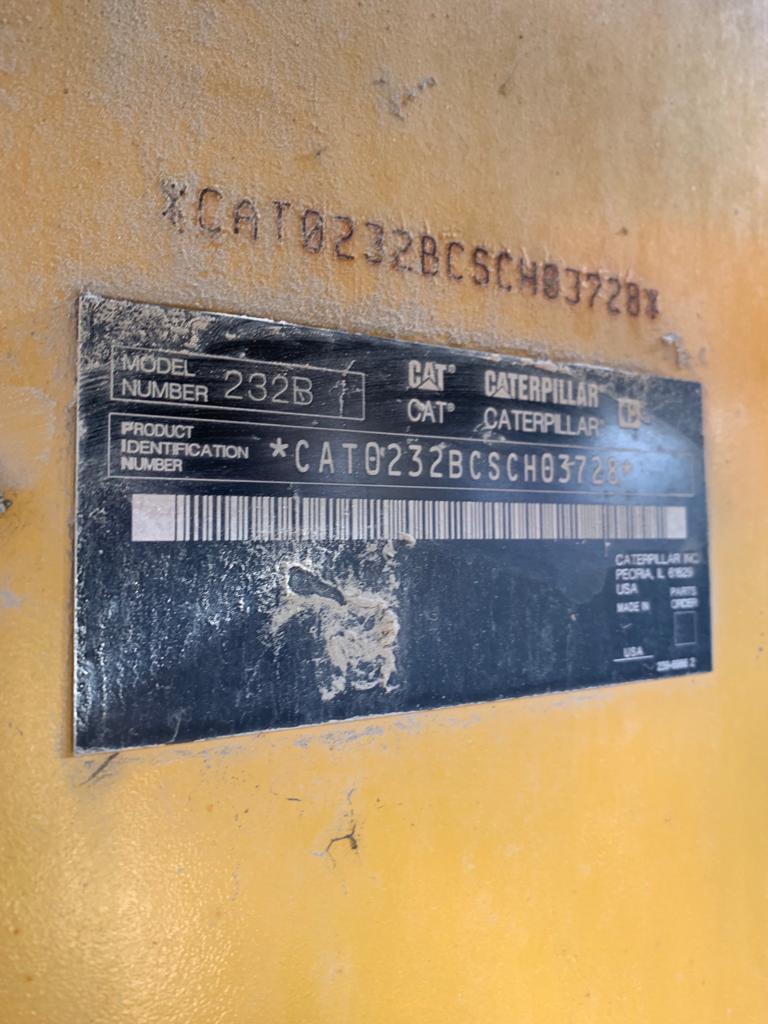 *CAT0232BCSCH03728*
MODEL
NUMBER 232B
CAT® CATERPILLAR
CAT® CATERPILLAR®
PRODUCT
IDENTIFICATION
NUMBER
*CAT0232BCSCH03728*
CATERPILLAR INC
PEORIA, IL 61629
USA
MADE IN
USA
PARTS
ORDER